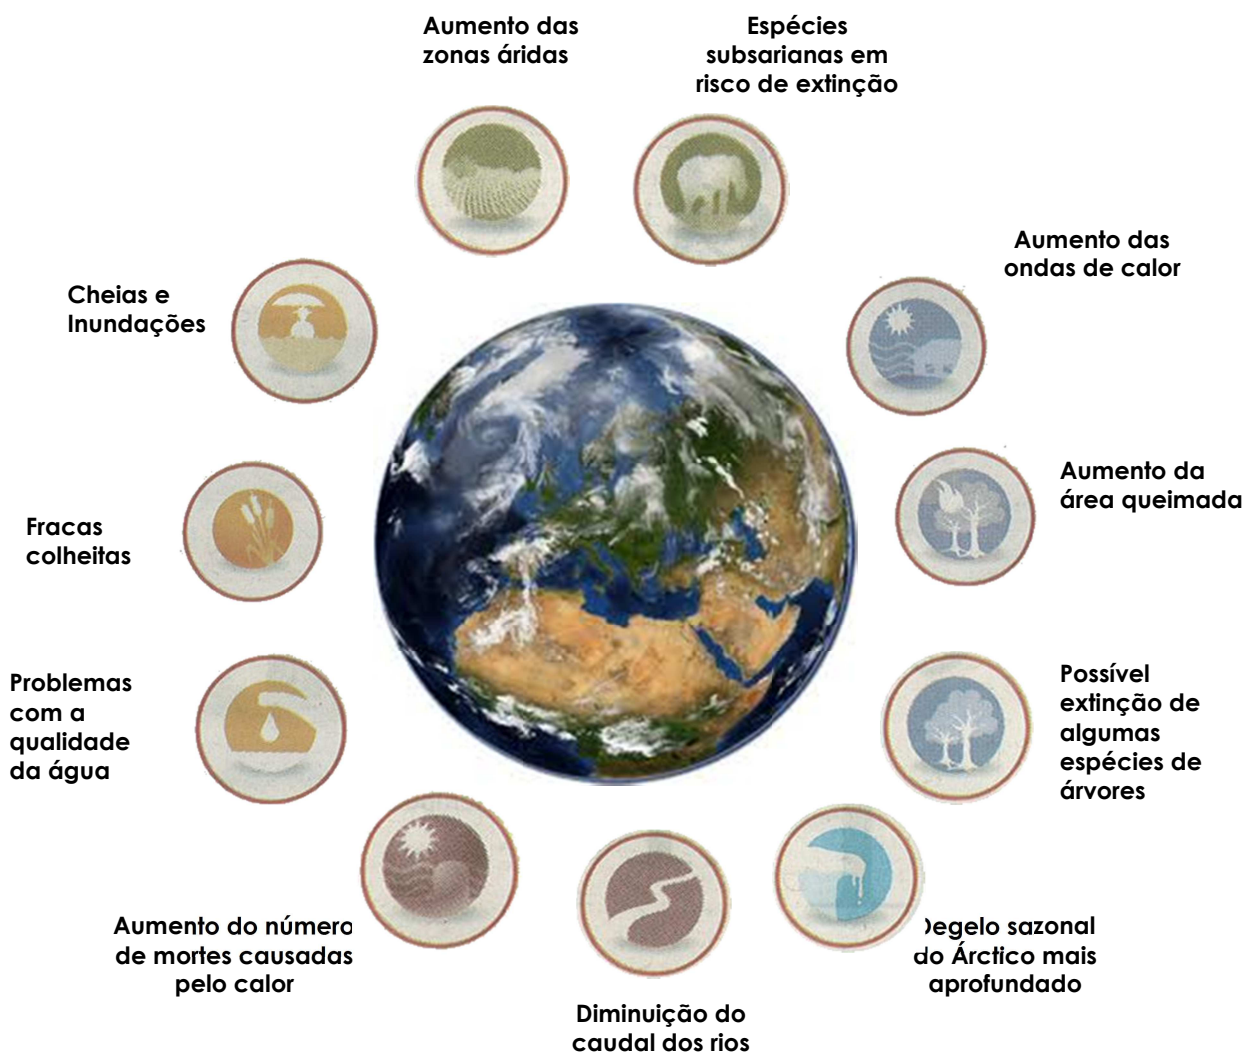 Aumento das
zonas áridas
Espécies
subsarianas em
risco de extinção
Aumento das
ondas de calor
Cheias e
Inundações
Aumento da
área queimada
Fracas
colheitas
Possível
extinção de
algumas
espécies de
árvores
Problemas
com a
qualidade
da água
Aumento do número
de mortes causadas
pelo calor
Degelo sazonal
do Árctico mais
aprofundado
Diminuição do
caudal dos rios